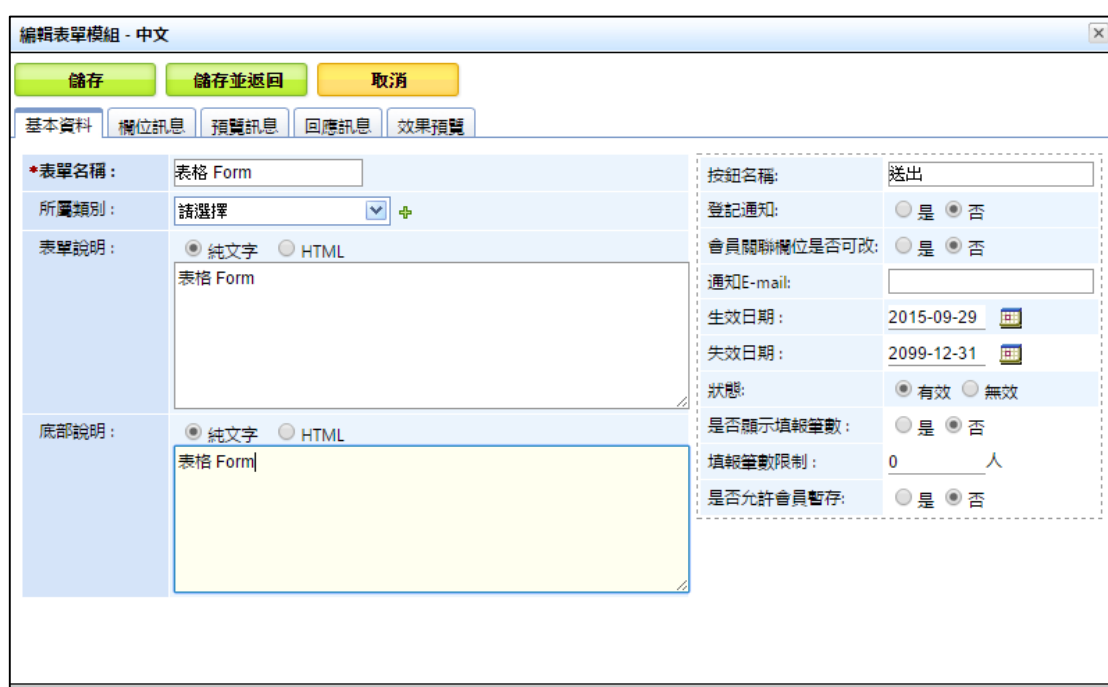 編輯表單模組 - 中文
儲存 儲存並返回 取消
基本資料 欄位訊息 預覽訊息 回應訊息 效果預覽
*表單名稱： 表格 Form
所屬類別： 請選擇
表單說明： 純文字 HTML
表格 Form
底部說明： 純文字 HTML
表格 Form
按鈕名稱: 送出
登記通知: 是 否
會員關聯欄位是否可改: 是 否
通知E-mail:
生效日期： 2015-09-29
失效日期： 2099-12-31
狀態: 有效 無效
是否顯示填報筆數： 是 否
填報筆數限制： 0 人
是否允許會員暫存: 是 否